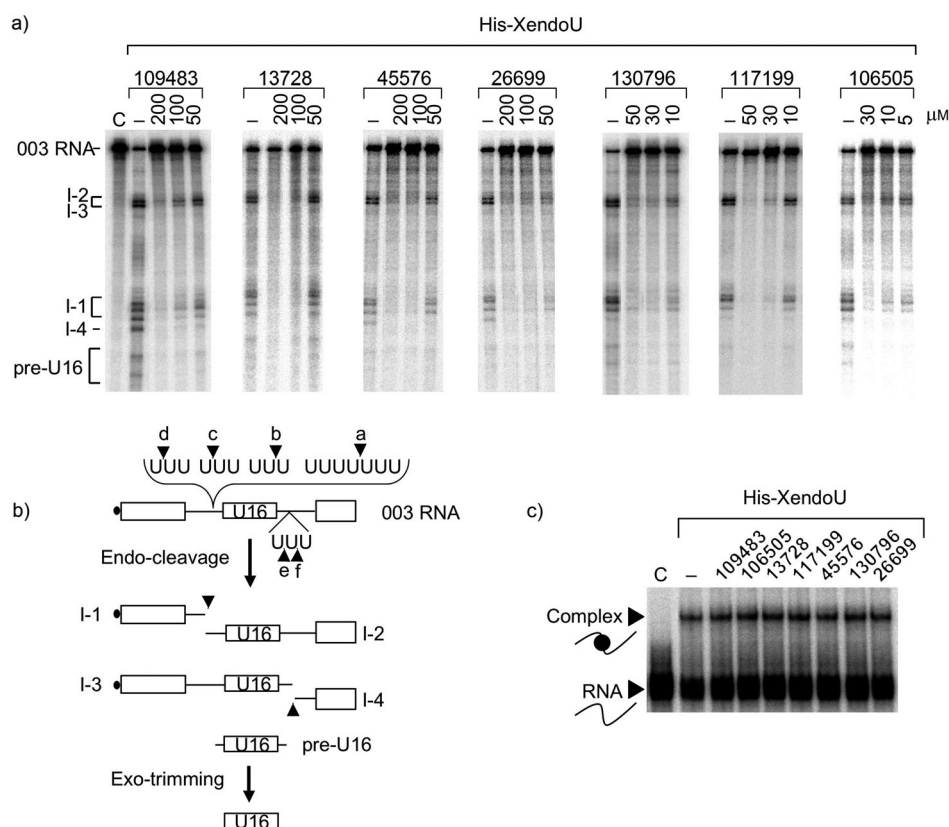 a)
His-XendoU
109483 13728 45576 26699 130796 117199 106505
C – 200 100 50 – 200 100 50 – 200 100 50 – 200 100 50 – 50 30 10 – 50 30 10 – 30 10 5 μM
003 RNA
I-2
I-3
I-1
I-4
pre-U16
d c b a
UUU UUU UUU UUUUUUU
b)
U16
003 RNA
UUU
e f
Endo-cleavage
I-1
U16
I-2
I-3
U16
I-4
U16
pre-U16
Exo-trimming
U16
c)
His-XendoU
C – 109483 106505 13728 117199 45576 130796 26699
Complex
RNA